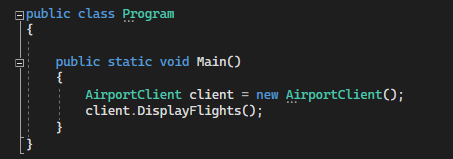 public class Program
{
public static void Main()
{
AirportClient client = new AirportClient();
client.DisplayFlights();
}
}